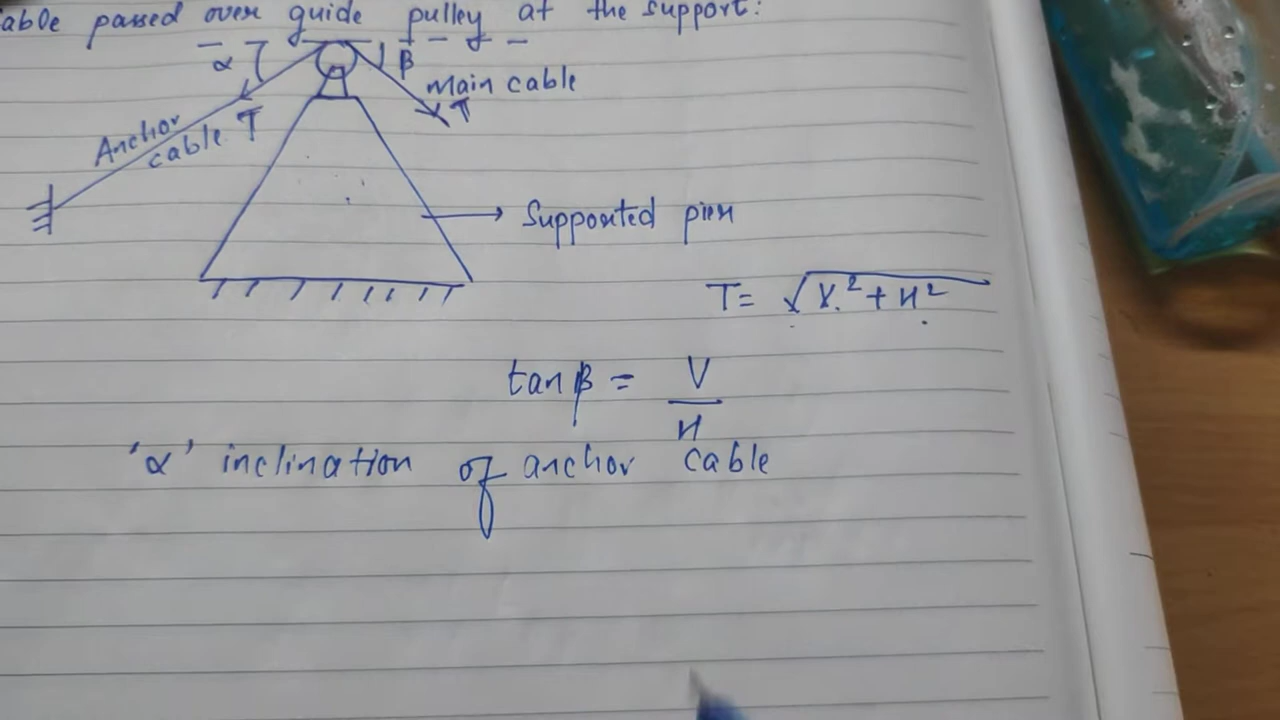 able passed over guide pulley at the support:
α β
Main cable
T
Anchor
cable T
Supported pier
T = √V² + H²
tan β = V / H
'α' inclination of anchor cable